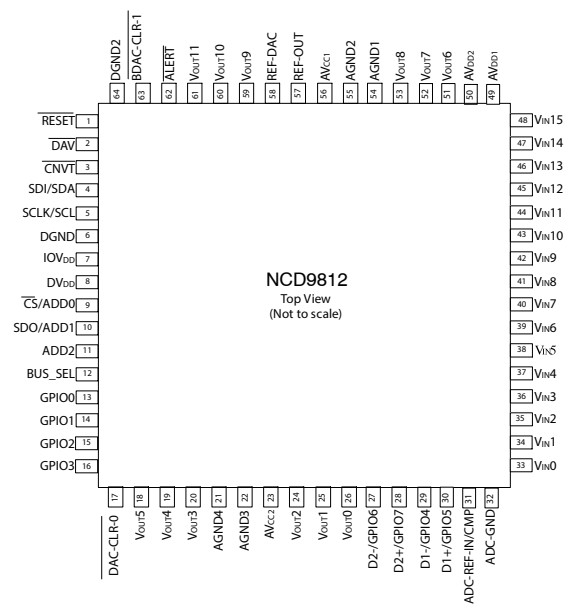 DGND2
BDAC-CLR-1
ALERT
VOUT11
VOUT10
VOUT9
REF-DAC
REF-OUT
AVCC1
AGND2
AGND1
VOUT8
VOUT7
VOUT6
AVDD2
AVDD1
64 63 62 61 60 59 58 57 56 55 54 53 52 51 50 49
RESET 1
DAV 2
CNVT 3
SDI/SDA 4
SCLK/SCL 5
DGND 6
IOVDD 7
DVDD 8
CS/ADD0 9
SDO/ADD1 10
ADD2 11
BUS_SEL 12
GPIO0 13
GPIO1 14
GPIO2 15
GPIO3 16
NCD9812
Top View
(Not to scale)
48 VIN15
47 VIN14
46 VIN13
45 VIN12
44 VIN11
43 VIN10
42 VIN9
41 VIN8
40 VIN7
39 VIN6
38 VIN5
37 VIN4
36 VIN3
35 VIN2
34 VIN1
33 VIN0
17 18 19 20 21 22 23 24 25 26 27 28 29 30 31 32
DAC-CLR-0
VOUT5
VOUT4
VOUT3
AGND4
AGND3
AVCC2
VOUT2
VOUT1
VOUT0
D2-/GPIO6
D2+/GPIO7
D1-/GPIO4
D1+/GPIO5
ADC-REF-IN/CMP
ADC-GND